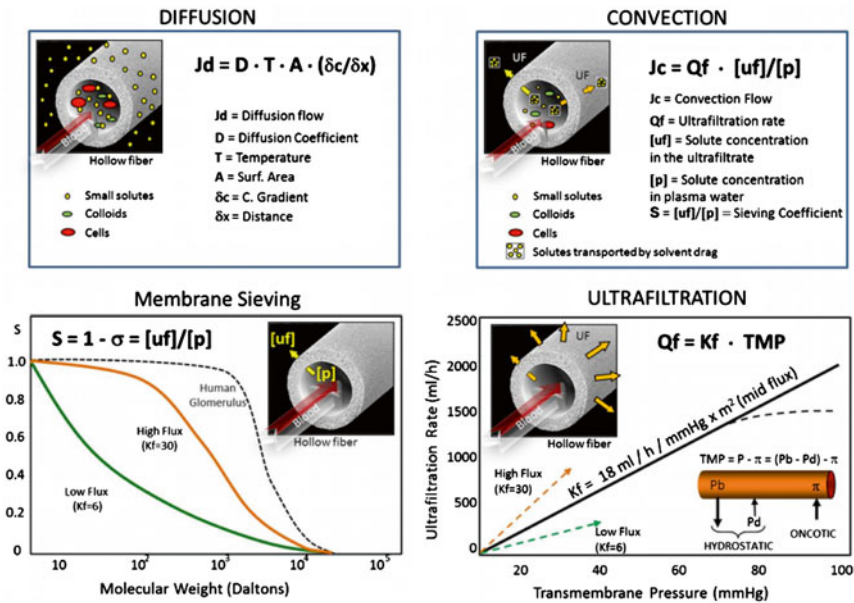 DIFFUSION
Jd = D · T · A · (δc/δx)
Jd = Diffusion flow
D = Diffusion Coefficient
T = Temperature
A = Surf. Area
δc = C. Gradient
δx = Distance
Blood
Hollow fiber
Small solutes
Colloids
Cells
CONVECTION
UF
UF
Jc = Qf · [uf]/[p]
Jc = Convection Flow
Qf = Ultrafiltration rate
[uf] = Solute concentration
in the ultrafiltrate
[p] = Solute concentration
in plasma water
S = [uf]/[p] = Sieving Coefficient
Blood
Hollow fiber
Small solutes
Colloids
Cells
Solutes transported by solvent drag
Membrane Sieving
S
S = 1 - σ = [uf]/[p]
[uf]
[p]
Blood
Hollow fiber
Human
Glomerulus
High Flux
(Kf=30)
Low Flux
(Kf=6)
1.0
0.8
0.6
0.4
0.2
0
10
10²
10³
10⁴
10⁵
Molecular Weight (Daltons)
ULTRAFILTRATION
UF
Qf = Kf · TMP
Blood
Hollow fiber
Kf = 18 ml / h / mmHg x m² (mid flux)
High Flux
(Kf=30)
Low Flux
(Kf=6)
TMP = P - π = (Pb - Pd) - π
Pb
π
Pd
HYDROSTATIC
ONCOTIC
Ultrafiltration Rate (ml/h)
2500
2000
1500
1000
500
0
20
40
60
80
100
Transmembrane Pressure (mmHg)